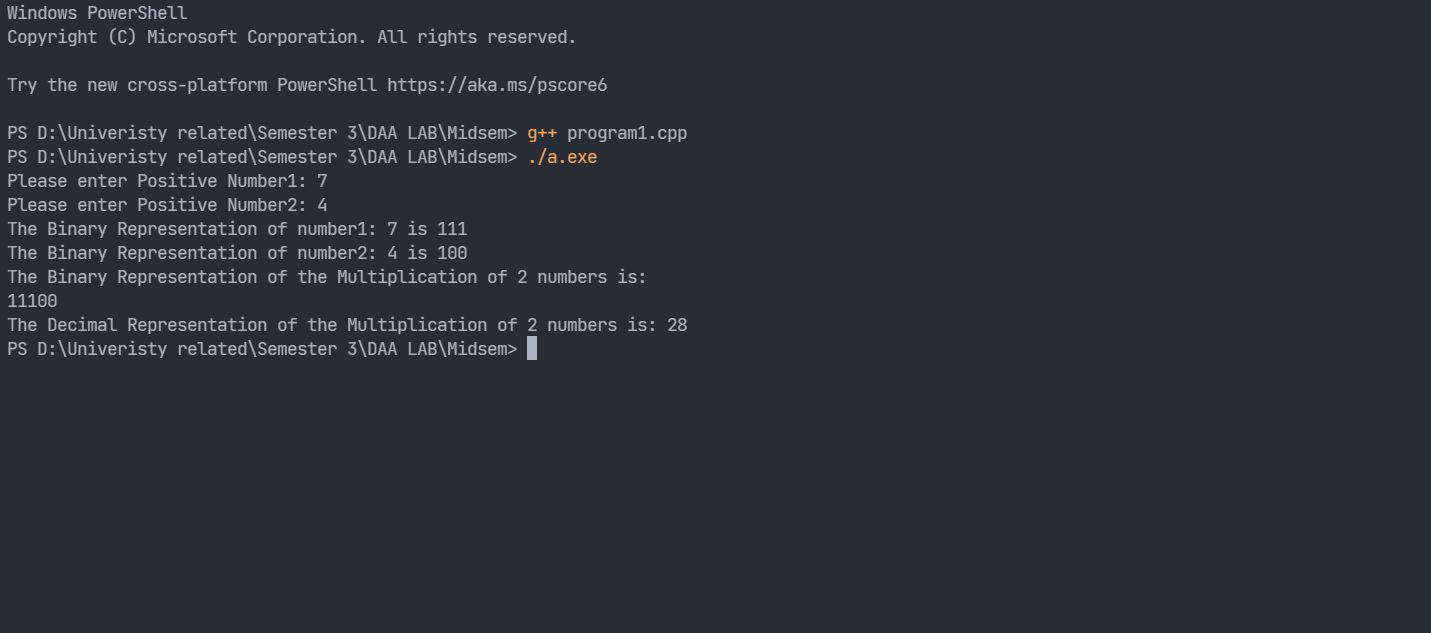 Windows PowerShell
Copyright (C) Microsoft Corporation. All rights reserved.
Try the new cross-platform PowerShell https://aka.ms/pscore6
PS D:\Univeristy related\Semester 3\DAA LAB\Midsem> g++ program1.cpp
PS D:\Univeristy related\Semester 3\DAA LAB\Midsem> ./a.exe
Please enter Positive Number1: 7
Please enter Positive Number2: 4
The Binary Representation of number1: 7 is 111
The Binary Representation of number2: 4 is 100
The Binary Representation of the Multiplication of 2 numbers is:
11100
The Decimal Representation of the Multiplication of 2 numbers is: 28
PS D:\Univeristy related\Semester 3\DAA LAB\Midsem>